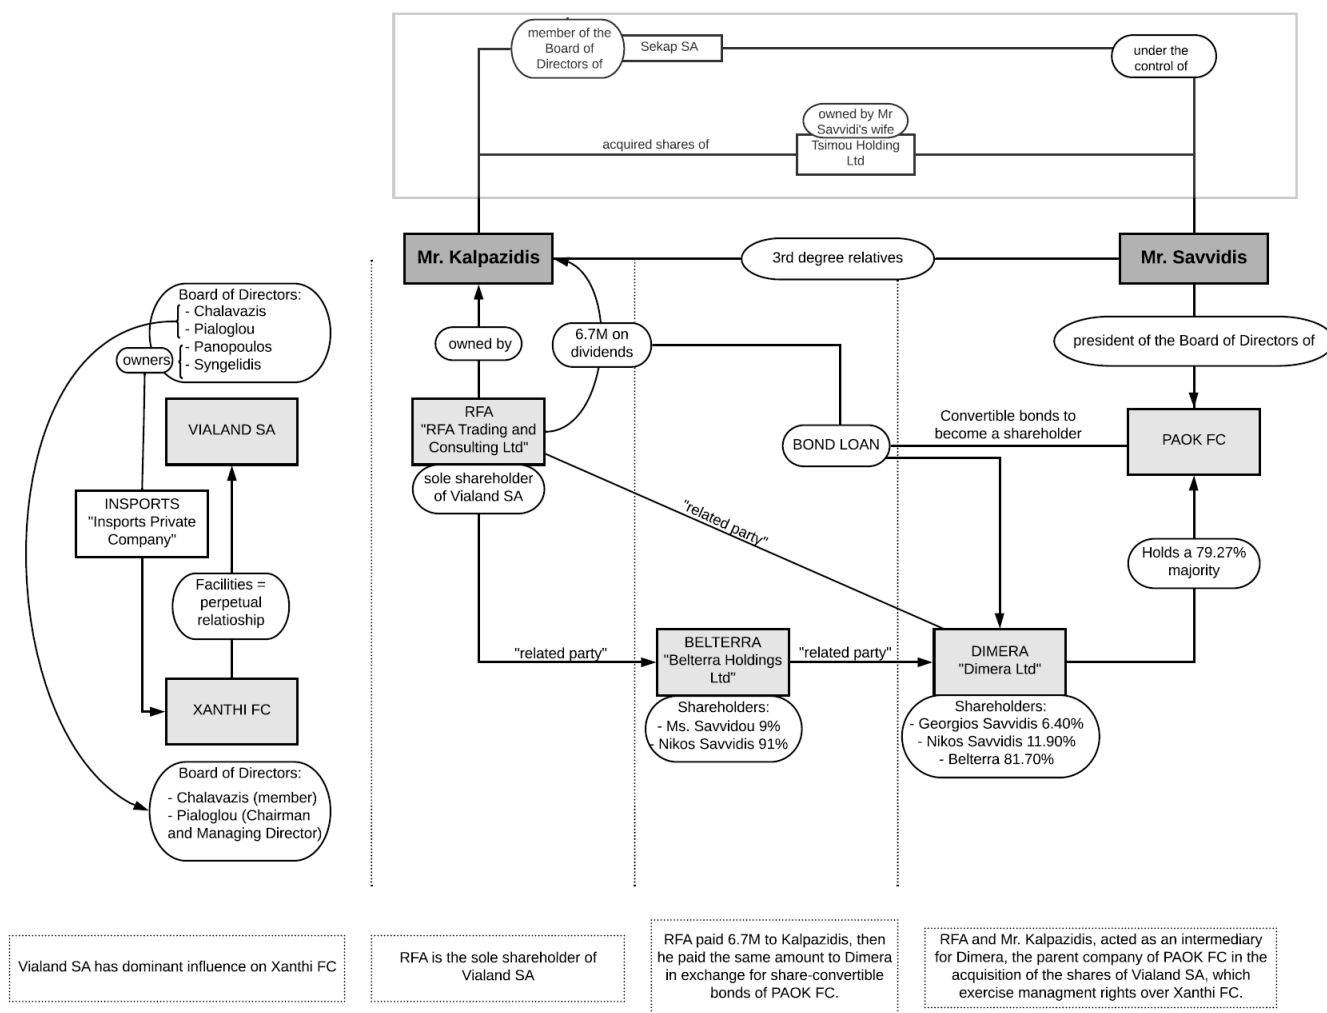 member of the
Board of
Directors of
Sekap SA
under the
control of
owned by Mr
Savvidi's wife
acquired shares of
Tsimou Holding
Ltd
Mr. Kalpazidis
3rd degree relatives
Mr. Savvidis
Board of Directors:
- Chalavazis
- Pialoglou
- Panopoulos
- Syngelidis
owners
owned by
6.7M on
dividends
president of the Board of Directors of
VIALAND SA
RFA
"RFA Trading and
Consulting Ltd"
sole shareholder
of Vialand SA
BOND LOAN
Convertible bonds to
become a shareholder
PAOK FC
INSPORTS
"Insports Private
Company"
"related party"
Holds a 79.27%
majority
Facilities =
perpetual
relatioship
"related party"
BELTERRA
"Belterra Holdings
Ltd"
"related party"
DIMERA
"Dimera Ltd"
XANTHI FC
Shareholders:
- Ms. Savvidou 9%
- Nikos Savvidis 91%
Shareholders:
- Georgios Savvidis 6.40%
- Nikos Savvidis 11.90%
- Belterra 81.70%
Board of Directors:
- Chalavazis (member)
- Pialoglou (Chairman
and Managing Director)
Vialand SA has dominant influence on Xanthi FC
RFA is the sole shareholder of
Vialand SA
RFA paid 6.7M to Kalpazidis, then
he paid the same amount to Dimera
in exchange for share-convertible
bonds of PAOK FC.
RFA and Mr. Kalpazidis, acted as an intermediary
for Dimera, the parent company of PAOK FC in the
acquisition of the shares of Vialand SA, which
exercise managment rights over Xanthi FC.